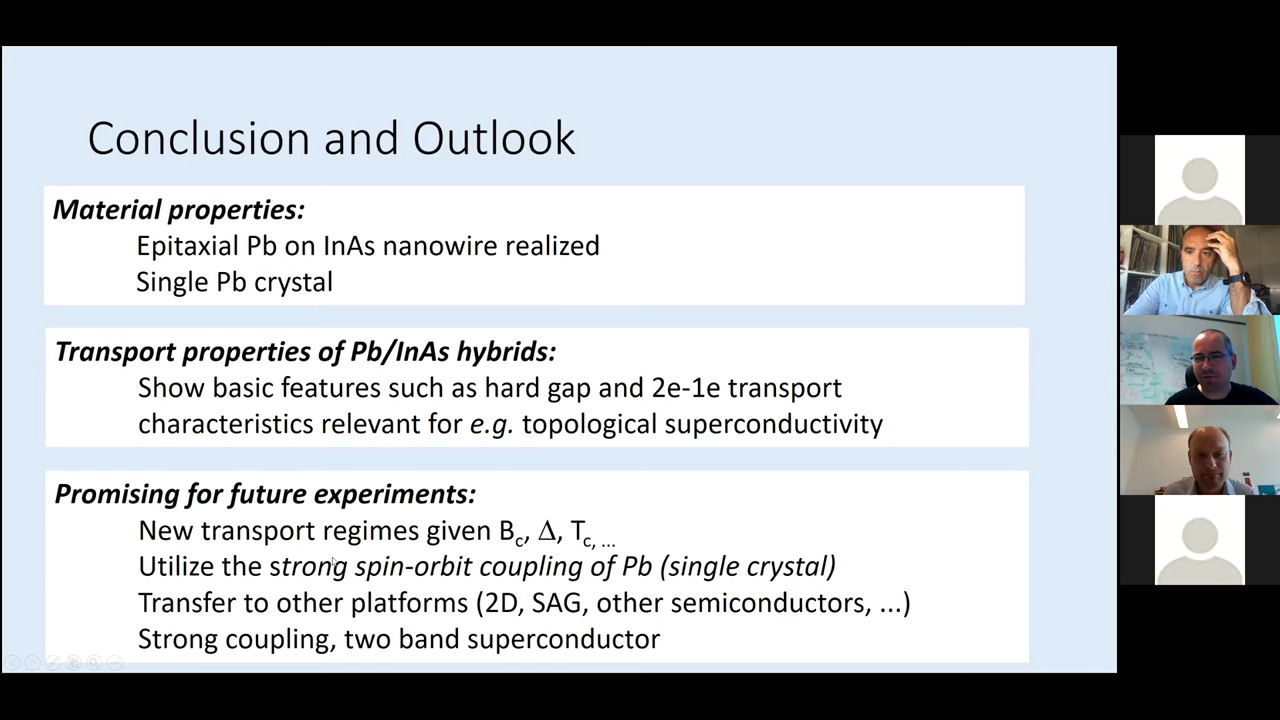 Conclusion and Outlook
Material properties:
Epitaxial Pb on InAs nanowire realized
Single Pb crystal
Transport properties of Pb/InAs hybrids:
Show basic features such as hard gap and 2e-1e transport
characteristics relevant for e.g. topological superconductivity
Promising for future experiments:
New transport regimes given Bc, Δ, Tc, ...
Utilize the strong spin-orbit coupling of Pb (single crystal)
Transfer to other platforms (2D, SAG, other semiconductors, ...)
Strong coupling, two band superconductor